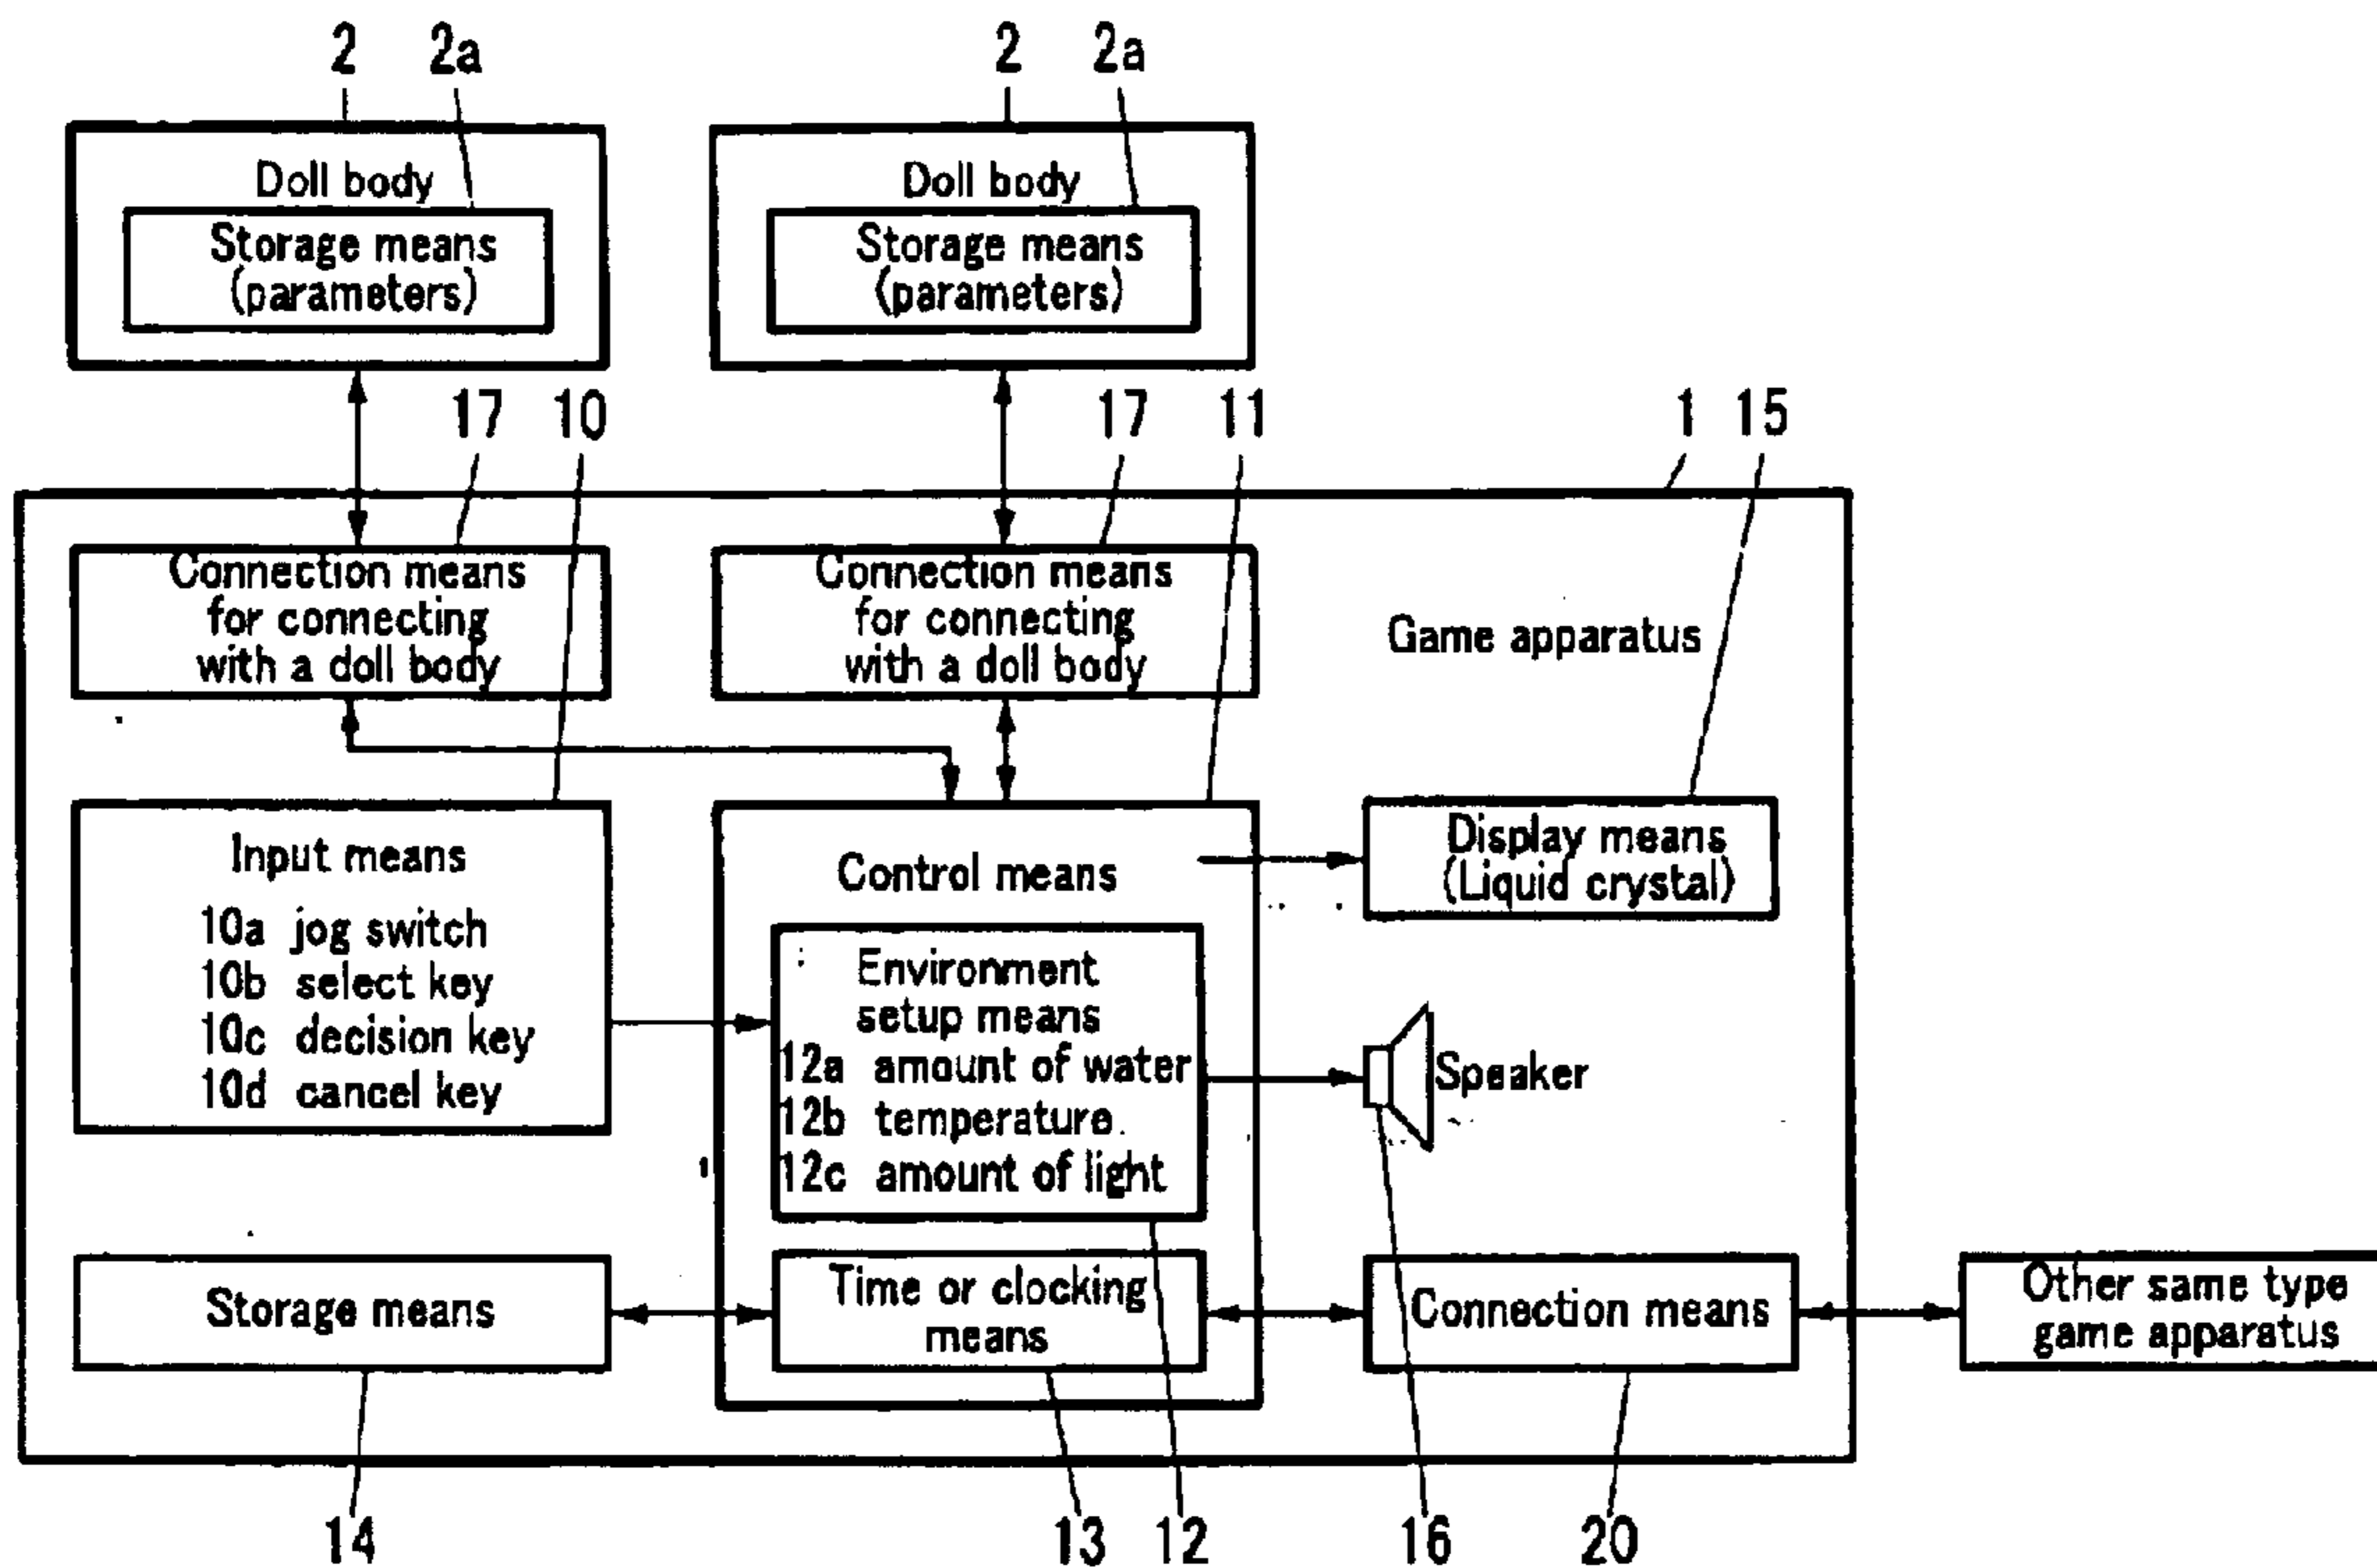 2 2a 2 2a
Doll body
Storage means
(parameters)
Doll body
Storage means
(parameters)
17 10 17 11 1 15
Connection means
for connecting
with a doll body
Connection means
for connecting
with a doll body
Game apparatus
Input means
10a jog switch
10b select key
10c decision key
10d cancel key
Control means
Environment
setup means
12a amount of water
12b temperature
12c amount of light
Display means
(Liquid crystal)
Speaker
Storage means
Time or clocking
means
Connection means
Other same type
game apparatus
14 13 12 16 20